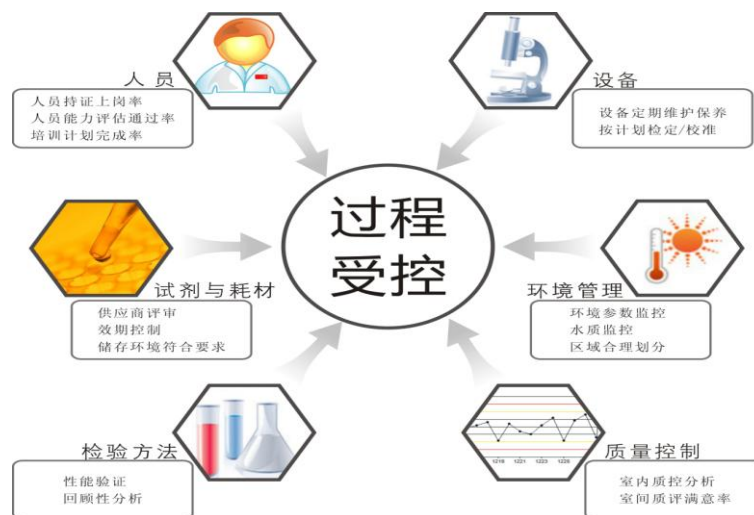 人员
人员持证上岗率
人员能力评估通过率
培训计划完成率
设备
设备定期维护保养
按计划检定/校准
过程
受控
试剂与耗材
供应商评审
效期控制
储存环境符合要求
环境管理
环境参数监控
水质监控
区域合理划分
检验方法
性能验证
回顾性分析
质量控制
室内质控分析
室间质评满意率
1219 1221 1223 1226